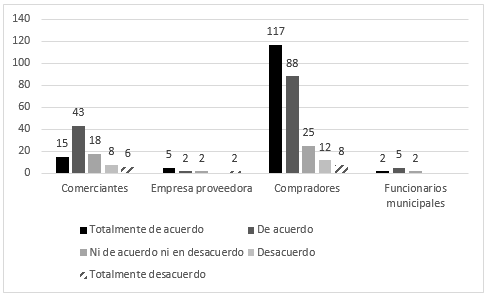 140
120
117
100
88
80
60
43
40
25
20
15
18
8
6
5
2
2
2
12
8
2
5
2
0
Comerciantes
Empresa proveedora
Compradores
Funcionarios
municipales
Totalmente de acuerdo
De acuerdo
Ni de acuerdo ni en desacuerdo
Desacuerdo
Totalmente desacuerdo